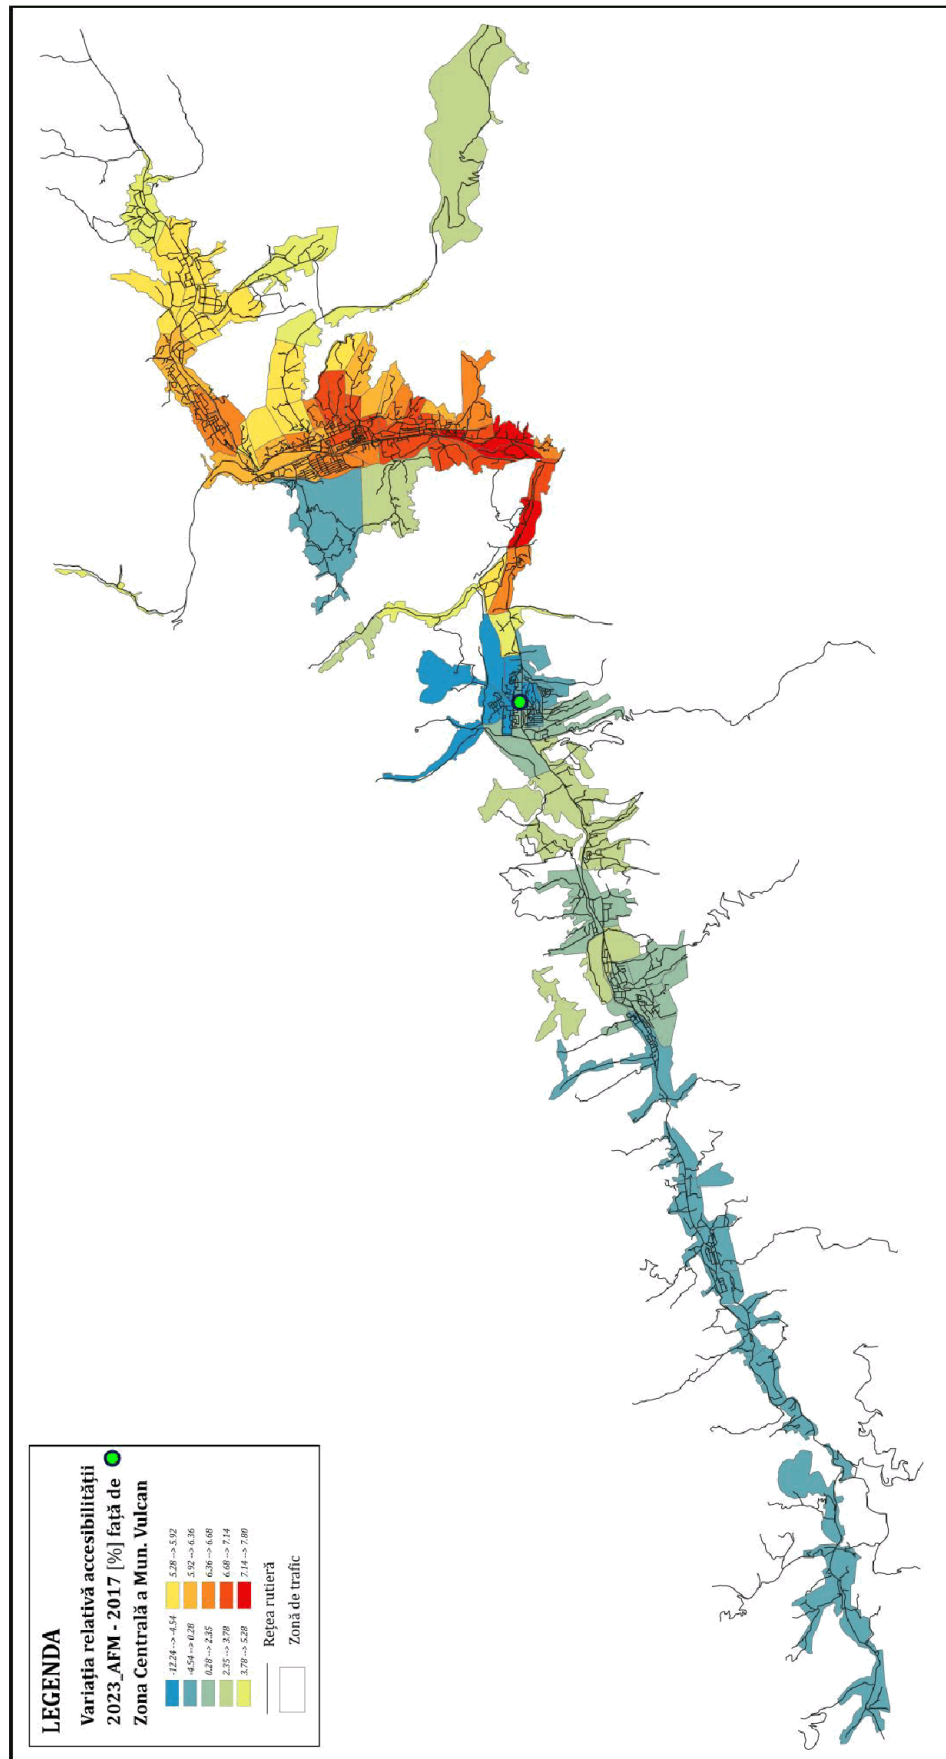 LEGENDA
Variația relativă accesibilității
2023_AFM - 2017 [%] față de
Zona Centrală a Mun. Vulcan
-12.24 --> -4.54
-4.54 --> 0.28
0.28 --> 2.35
2.35 --> 3.78
3.78 --> 5.28
5.28 --> 5.92
5.92 --> 6.36
6.36 --> 6.68
6.68 --> 7.14
7.14 --> 7.80
Rețea rutieră
Zonă de trafic